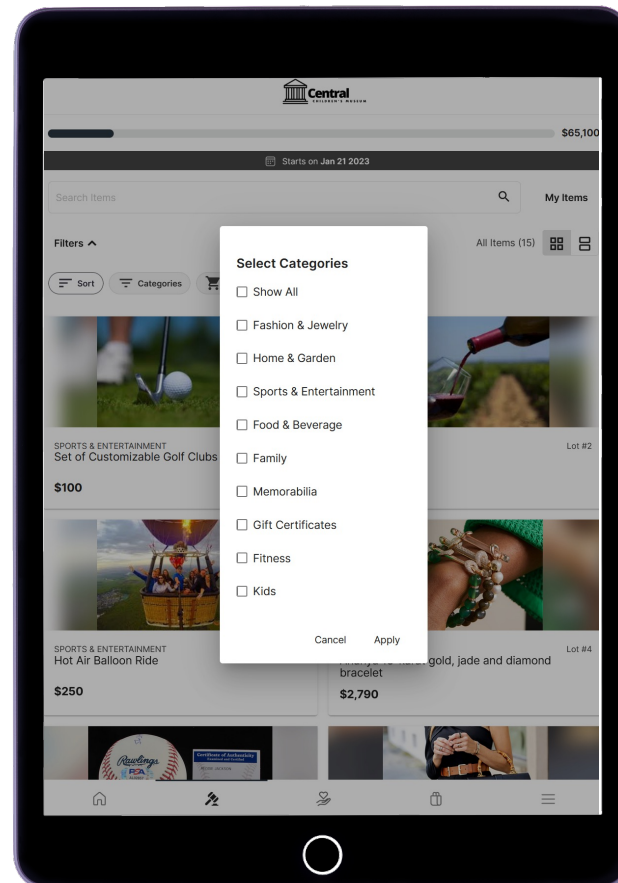 Central
CHILDREN'S MUSEUM
$65,100
Starts on Jan 21 2023
Search Items
My Items
Filters
All Items (15)
Sort
Categories
Select Categories
Show All
Fashion & Jewelry
Home & Garden
Sports & Entertainment
Food & Beverage
Family
Memorabilia
Gift Certificates
Fitness
Kids
Cancel
Apply
SPORTS & ENTERTAINMENT
Set of Customizable Golf Clubs
$100
Lot #2
SPORTS & ENTERTAINMENT
Hot Air Balloon Ride
$250
Lot #4
gold, jade and diamond
bracelet
$2,790
Rawlings
PSA
Certificate of Authenticity